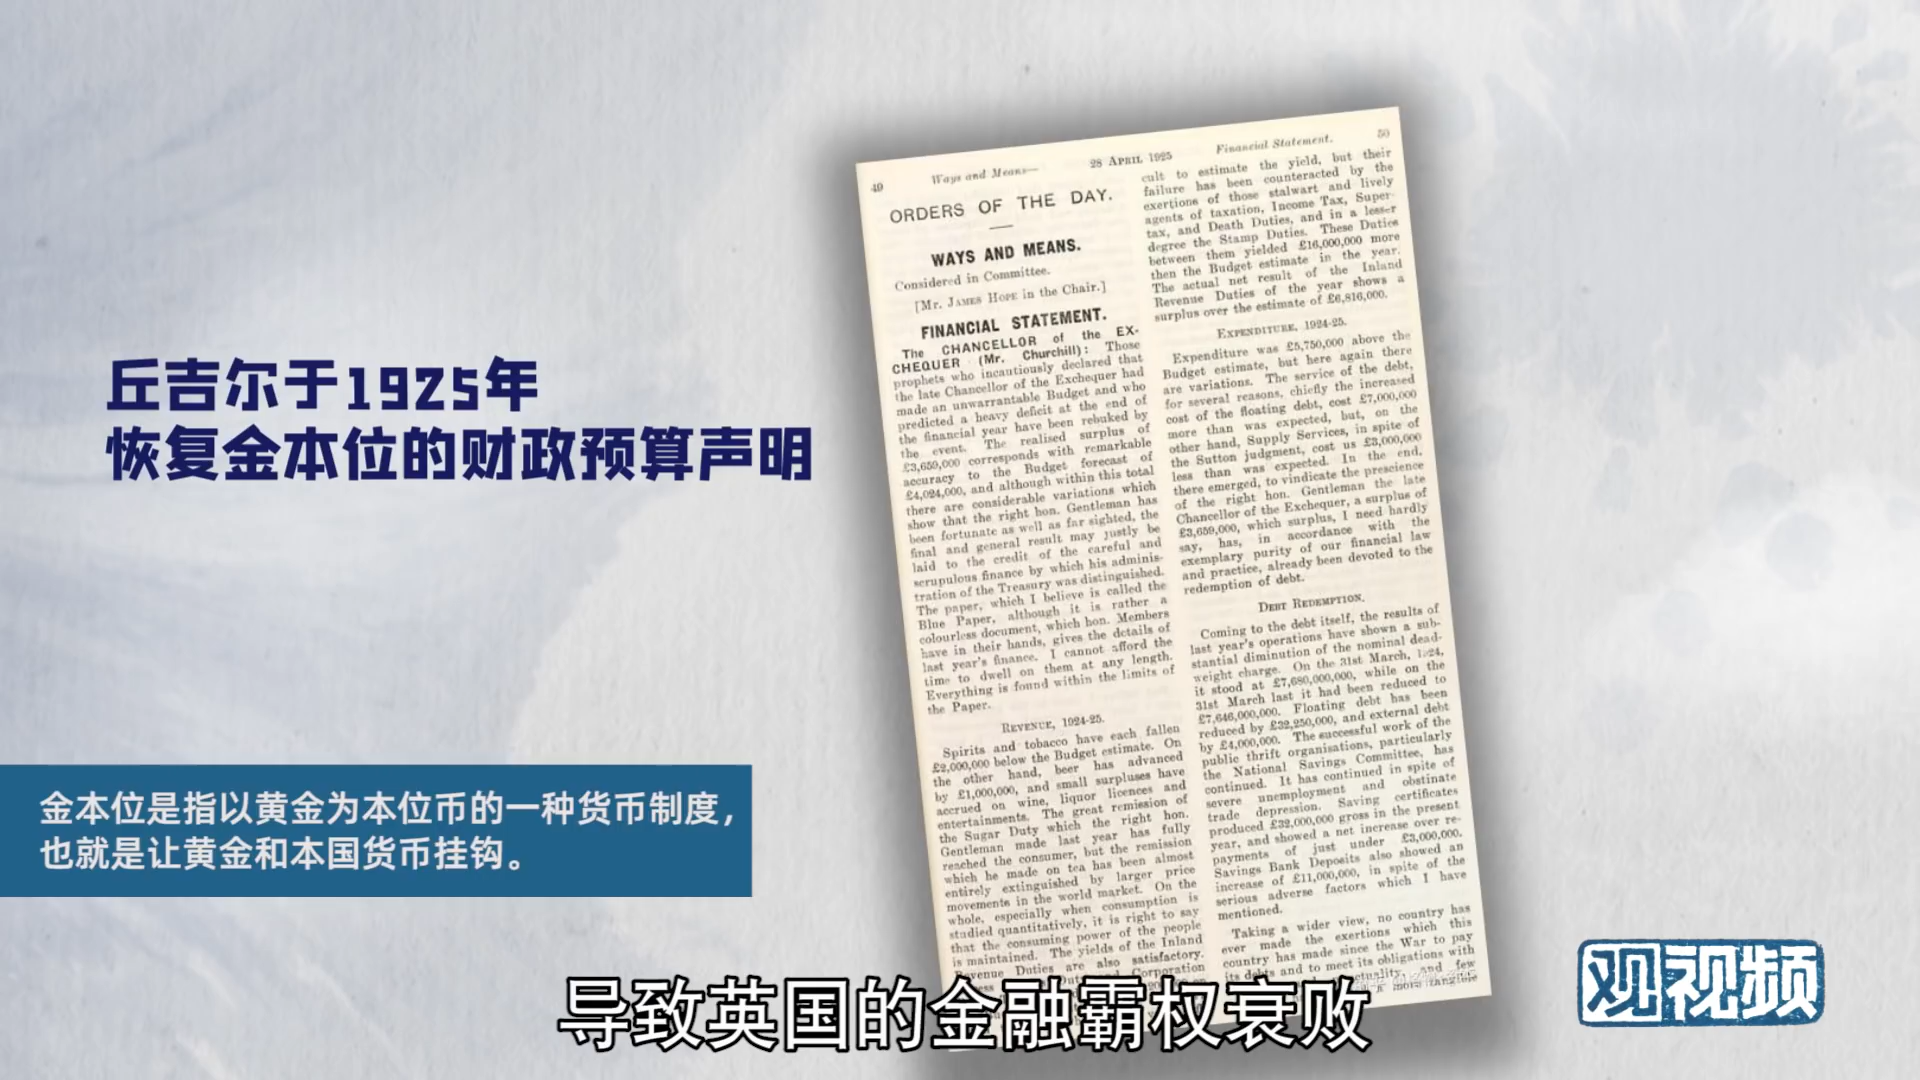 丘吉尔于1925年
恢复金本位的财政预算声明
金本位是指以黄金为本位币的一种货币制度，
也就是让黄金和本国货币挂钩。
49
Ways and Means—
28 APRIL 1925
Financial Statement.
50
ORDERS OF THE DAY.
WAYS AND MEANS.
Considered in Committee.
[Mr. JAMES HOPE in the Chair.]
FINANCIAL STATEMENT.
The CHANCELLOR of the EX-
CHEQUER (Mr. Churchill): Those
prophets who incautiously declared that
the late Chancellor of the Exchequer had
made an unwarrantable Budget and who
predicted a heavy deficit at the end of
the financial year have been rebuked by
the event. The realised surplus of
£3,659,000 corresponds with remarkable
accuracy to the Budget forecast of
£4,024,000, and although within this total
there are considerable variations which
show that the right hon. Gentleman has
been fortunate as well as far sighted, the
final and general result may justly be
laid to the credit of the careful and
scrupulous finance by which his adminis-
tration of the Treasury was distinguished.
The paper, which I believe is called the
Blue Paper, although it is rather a
colourless document, which hon. Members
have in their hands, gives the details of
last year's finance. I cannot afford the
time to dwell on them at any length.
Everything is found within the limits of
the Paper.
REVENUE, 1924-25.
Spirits and tobacco have each fallen
£2,000,000 below the Budget estimate. On
the other hand, beer has advanced
by £1,000,000, and small surpluses have
accrued on wine, liquor licences and
entertainments. The great remission of
the Sugar Duty which the right hon.
Gentleman made last year has fully
reached the consumer, but the remission
which he made on tea has been almost
entirely extinguished by larger price
movements in the world market. On the
whole, especially when consumption is
studied quantitatively, it is right to say
that the consuming power of the people
is maintained. The yields of the Inland
Revenue Duties are also satisfactory.
Corporation
cult to estimate the yield, but their
failure has been counteracted by the
exertions of those stalwart and lively
agents of taxation, Income Tax, Super-
tax, and Death Duties, and in a lesser
degree the Stamp Duties. These Duties
between them yielded £16,000,000 more
then the Budget estimate in the year.
The actual net result of the Inland
Revenue Duties of the year shows a
surplus over the estimate of £6,816,000.
EXPENDITURE, 1924-25.
Expenditure was £5,750,000 above the
Budget estimate, but here again there
are variations. The service of the debt,
for several reasons, chiefly the increased
cost of the floating debt, cost £7,000,000
more than was expected, but, on the
other hand, Supply Services, in spite of
the Sutton judgment, cost us £3,000,000
less than was expected. In the end,
there emerged, to vindicate the prescience
of the right hon. Gentleman the late
Chancellor of the Exchequer, a surplus of
£3,659,000, which surplus, I need hardly
say, has, in accordance with the
exemplary purity of our financial law
and practice, already been devoted to the
redemption of debt.
DEBT REDEMPTION.
Coming to the debt itself, the results of
last year's operations have shown a sub-
stantial diminution of the nominal dead-
weight charge. On the 31st March, 1924,
it stood at £7,680,000,000, while on the
31st March last it had been reduced to
£7,646,000,000. Floating debt has been
reduced by £32,250,000, and external debt
by £4,000,000. The successful work of the
public thrift organisations, particularly
the National Savings Committee, has
continued. It has continued in spite of
severe unemployment and obstinate
trade depression. Saving certificates
produced £32,000,000 gross in the present
year, and showed a net increase over re-
payments of just under £3,000,000.
Savings Bank Deposits also showed an
increase of £11,000,000, in spite of the
serious adverse factors which I have
mentioned.
Taking a wider view, no country has
ever made the exertions which this
country has made since the War to pay
its debts and to meet its obligations with
and few
导致英国的金融霸权衰败
观视频